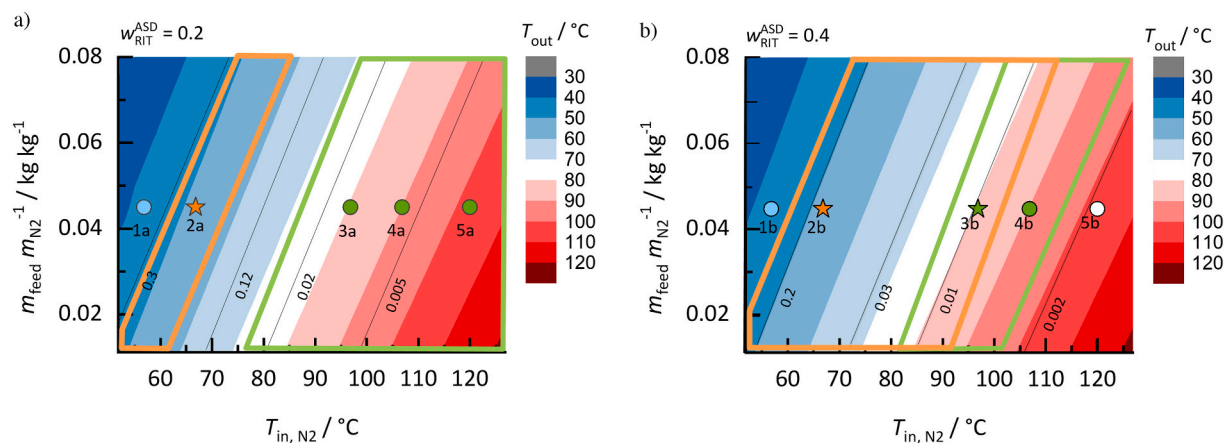 a)
w_RIT^ASD = 0.2
T_out / °C
0.08
0.06
0.04
0.02
m_feed m_N2^-1 / kg kg^-1
1a
2a
3a
4a
5a
0.3
0.12
0.02
0.005
60 70 80 90 100 110 120
T_in, N2 / °C
30
40
50
60
70
80
90
100
110
120
b)
w_RIT^ASD = 0.4
T_out / °C
0.08
0.06
0.04
0.02
m_feed m_N2^-1 / kg kg^-1
1b
2b
3b
4b
5b
0.2
0.03
0.01
0.002
60 70 80 90 100 110 120
T_in, N2 / °C
30
40
50
60
70
80
90
100
110
120